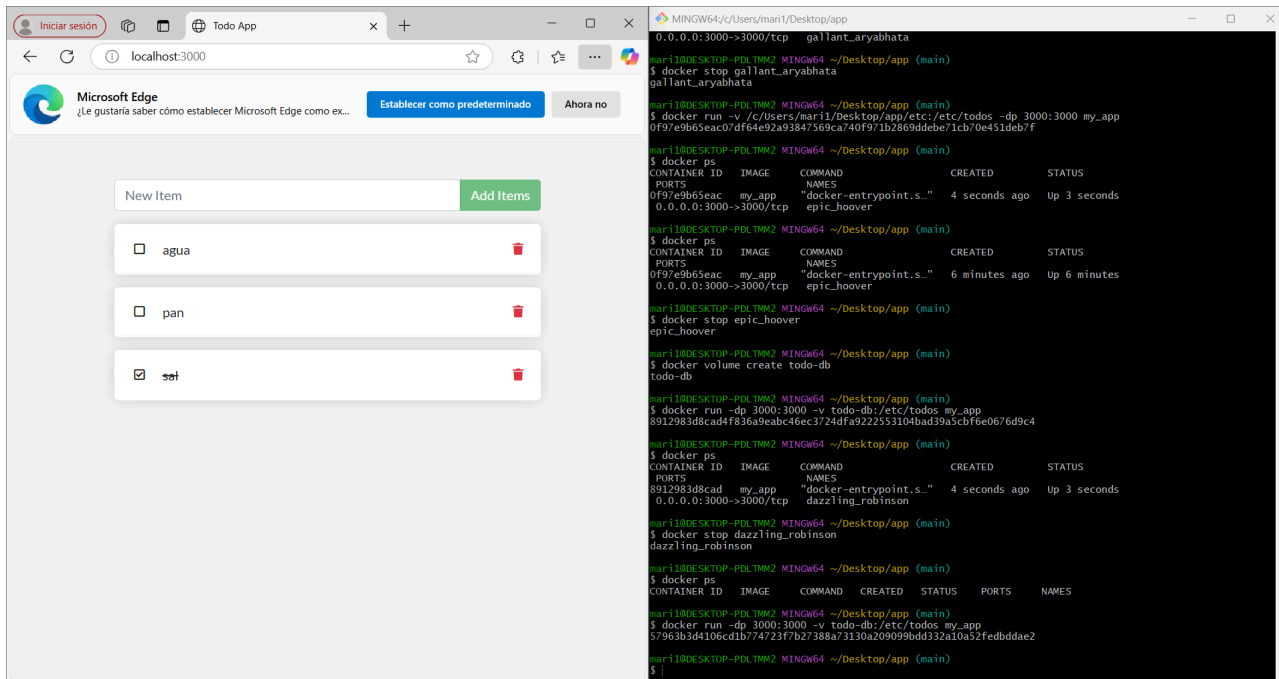 Iniciar sesión
Todo App
localhost:3000
Microsoft Edge
¿Le gustaría saber cómo establecer Microsoft Edge como ex...
Establecer como predeterminado
Ahora no
New Item
Add Items
agua
pan
sal
MINGW64:/c/Users/mari1/Desktop/app
0.0.0.0:3000->3000/tcp   gallant_aryabhata
mari1@DESKTOP-PDLTMM2 MINGW64 ~/Desktop/app (main)
$ docker stop gallant_aryabhata
gallant_aryabhata
mari1@DESKTOP-PDLTMM2 MINGW64 ~/Desktop/app (main)
$ docker run -v /c/Users/mari1/Desktop/app/etc:/etc/todos -dp 3000:3000 my_app
0f97e9b65eac07df64e92a93847569ca740f971b2869ddebe71cb70e451deb7f
mari1@DESKTOP-PDLTMM2 MINGW64 ~/Desktop/app (main)
$ docker ps
CONTAINER ID   IMAGE     COMMAND                  CREATED         STATUS
PORTS                    NAMES
0f97e9b65eac   my_app    "docker-entrypoint.s…"   4 seconds ago   Up 3 seconds
0.0.0.0:3000->3000/tcp   epic_hoover
mari1@DESKTOP-PDLTMM2 MINGW64 ~/Desktop/app (main)
$ docker ps
CONTAINER ID   IMAGE     COMMAND                  CREATED         STATUS
PORTS                    NAMES
0f97e9b65eac   my_app    "docker-entrypoint.s…"   6 minutes ago   Up 6 minutes
0.0.0.0:3000->3000/tcp   epic_hoover
mari1@DESKTOP-PDLTMM2 MINGW64 ~/Desktop/app (main)
$ docker stop epic_hoover
epic_hoover
mari1@DESKTOP-PDLTMM2 MINGW64 ~/Desktop/app (main)
$ docker volume create todo-db
todo-db
mari1@DESKTOP-PDLTMM2 MINGW64 ~/Desktop/app (main)
$ docker run -dp 3000:3000 -v todo-db:/etc/todos my_app
8912983d8cad4f836a9eabc46ec3724dfa9222553104bad39a5cbf6e0676d9c4
mari1@DESKTOP-PDLTMM2 MINGW64 ~/Desktop/app (main)
$ docker ps
CONTAINER ID   IMAGE     COMMAND                  CREATED         STATUS
PORTS                    NAMES
8912983d8cad   my_app    "docker-entrypoint.s…"   4 seconds ago   Up 3 seconds
0.0.0.0:3000->3000/tcp   dazzling_robinson
mari1@DESKTOP-PDLTMM2 MINGW64 ~/Desktop/app (main)
$ docker stop dazzling_robinson
dazzling_robinson
mari1@DESKTOP-PDLTMM2 MINGW64 ~/Desktop/app (main)
$ docker ps
CONTAINER ID   IMAGE     COMMAND   CREATED   STATUS    PORTS     NAMES
mari1@DESKTOP-PDLTMM2 MINGW64 ~/Desktop/app (main)
$ docker run -dp 3000:3000 -v todo-db:/etc/todos my_app
57963b3d4106cd1b774723f7b27388a73130a209099bdd332a10a52fedbddae2
mari1@DESKTOP-PDLTMM2 MINGW64 ~/Desktop/app (main)
$